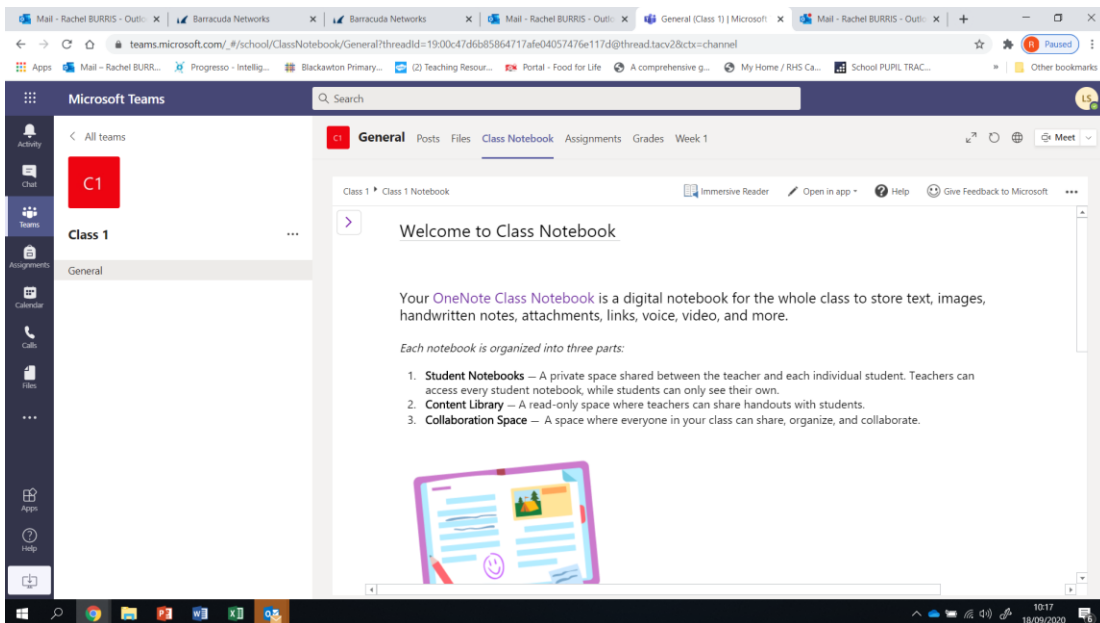 Mail - Rachel BURRIS - Outlo
Barracuda Networks
Barracuda Networks
Mail - Rachel BURRIS - Outlo
General (Class 1) | Microsoft
Mail - Rachel BURRIS - Outlo
teams.microsoft.com/_#/school/ClassNotebook/General?threadId=19:00c47d6b85864717afe04057476e117d@thread.tacv2&ctx=channel
R Paused
Apps
Mail – Rachel BURR...
Progresso - Intellig...
Blackawton Primary...
(2) Teaching Resour...
Portal - Food for Life
A comprehensive g...
My Home / RHS Ca...
School PUPIL TRAC...
»
Other bookmarks
Microsoft Teams
Search
LS
Activity
Chat
Teams
Assignments
Calendar
Calls
Files
Apps
Help
All teams
C1
Class 1
General
C1 General Posts Files Class Notebook Assignments Grades Week 1
Meet
Class 1 Class 1 Notebook
Immersive Reader
Open in app
Help
Give Feedback to Microsoft
Welcome to Class Notebook
Your OneNote Class Notebook is a digital notebook for the whole class to store text, images,
handwritten notes, attachments, links, voice, video, and more.
Each notebook is organized into three parts:
1. Student Notebooks — A private space shared between the teacher and each individual student. Teachers can
access every student notebook, while students can only see their own.
2. Content Library — A read-only space where teachers can share handouts with students.
3. Collaboration Space — A space where everyone in your class can share, organize, and collaborate.
10:17
18/09/2020
6